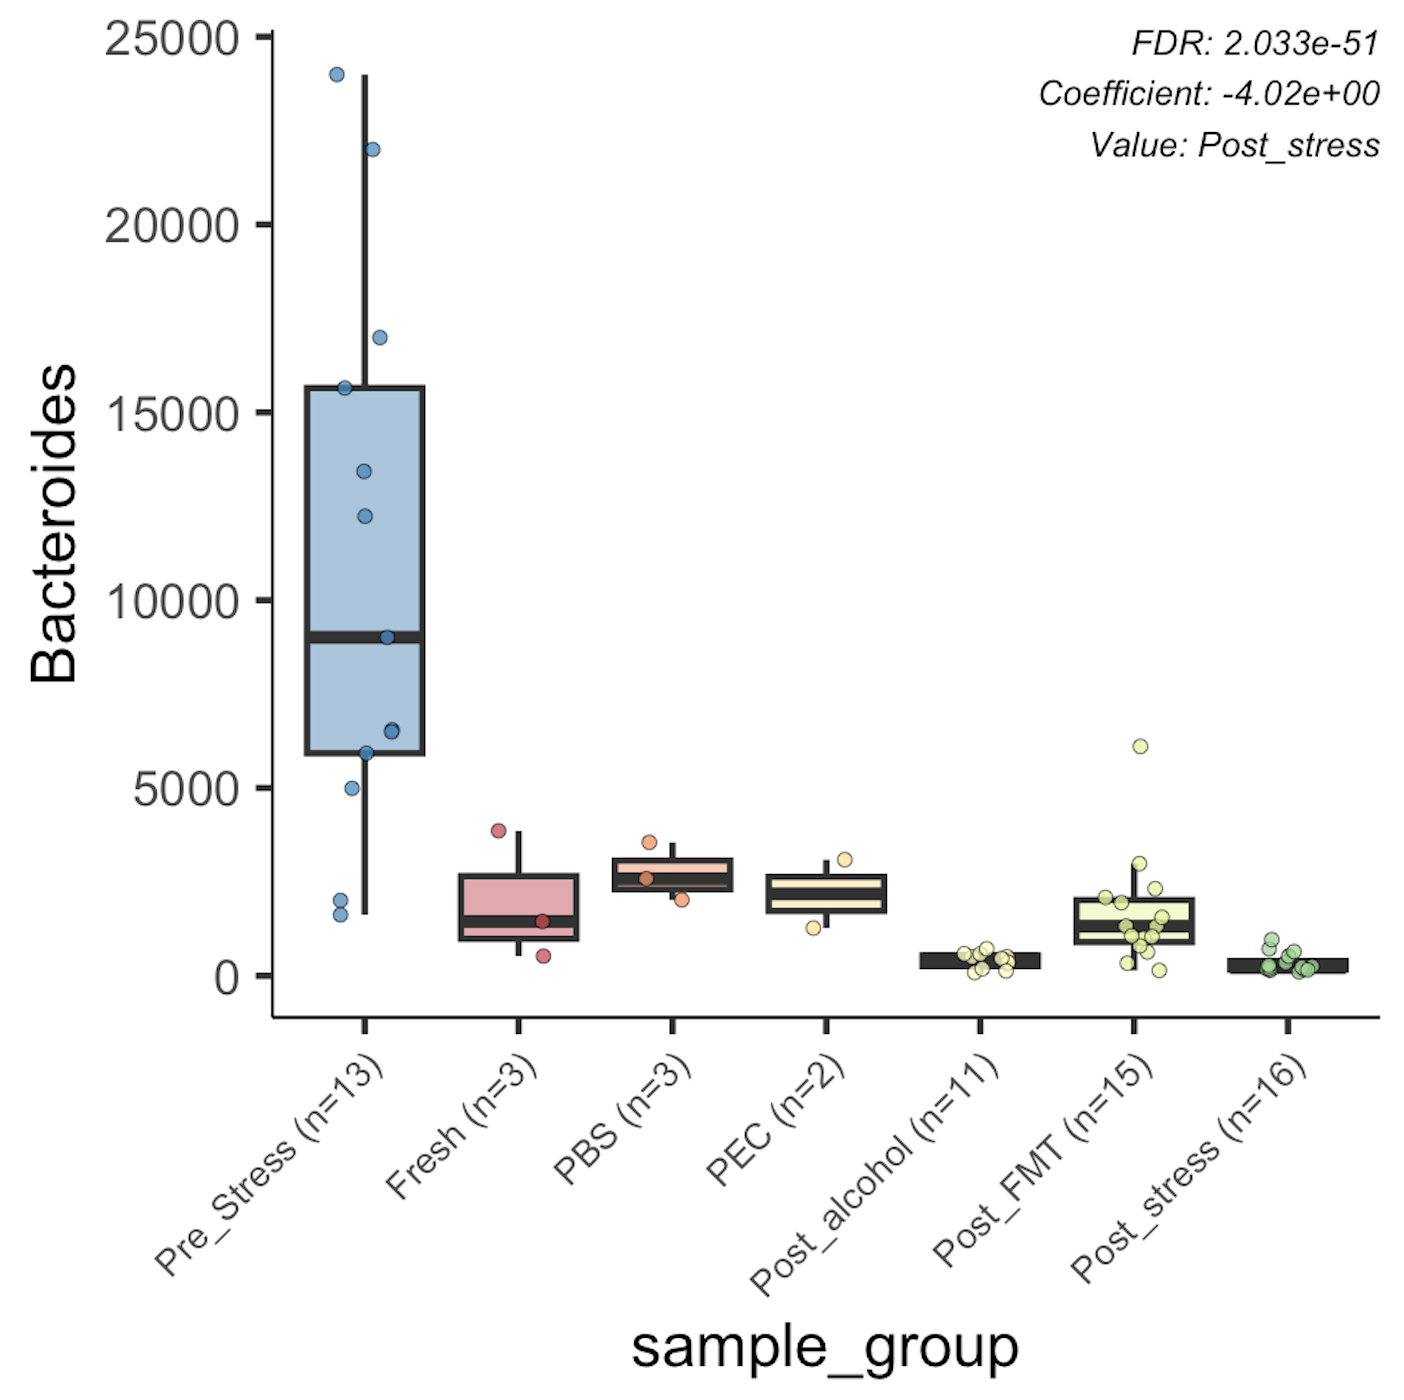 FDR: 2.033e-51
Coefficient: -4.02e+00
Value: Post_stress
Bacteroides
25000
20000
15000
10000
5000
0
Pre_Stress (n=13)
Fresh (n=3)
PBS (n=3)
PEC (n=2)
Post_alcohol (n=11)
Post_FMT (n=15)
Post_stress (n=16)
sample_group